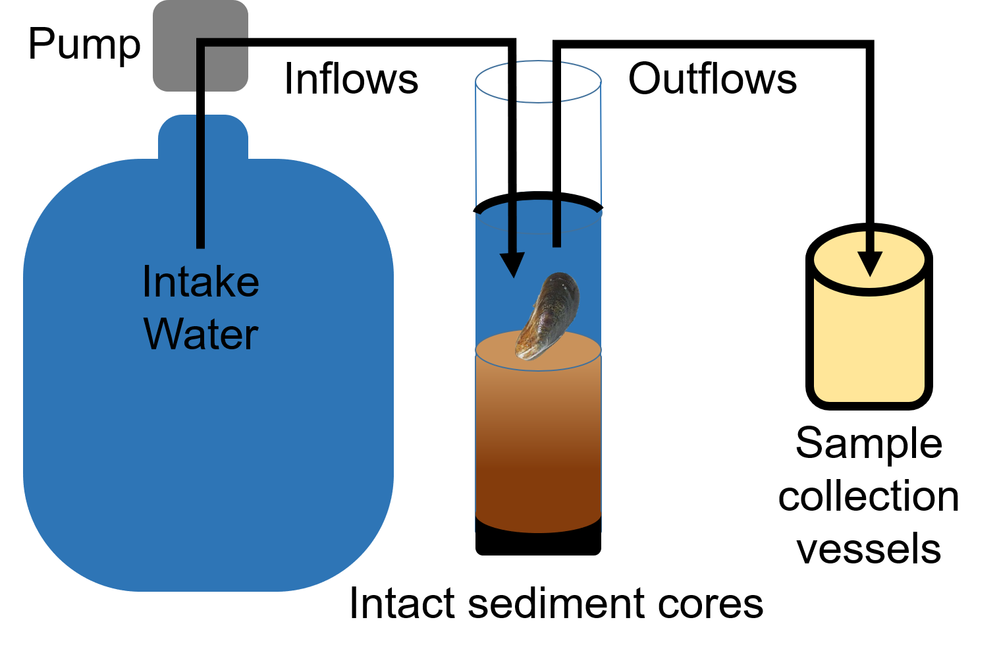 Pump
Inflows
Outflows
Intake
Water
Sample
collection
vessels
Intact sediment cores